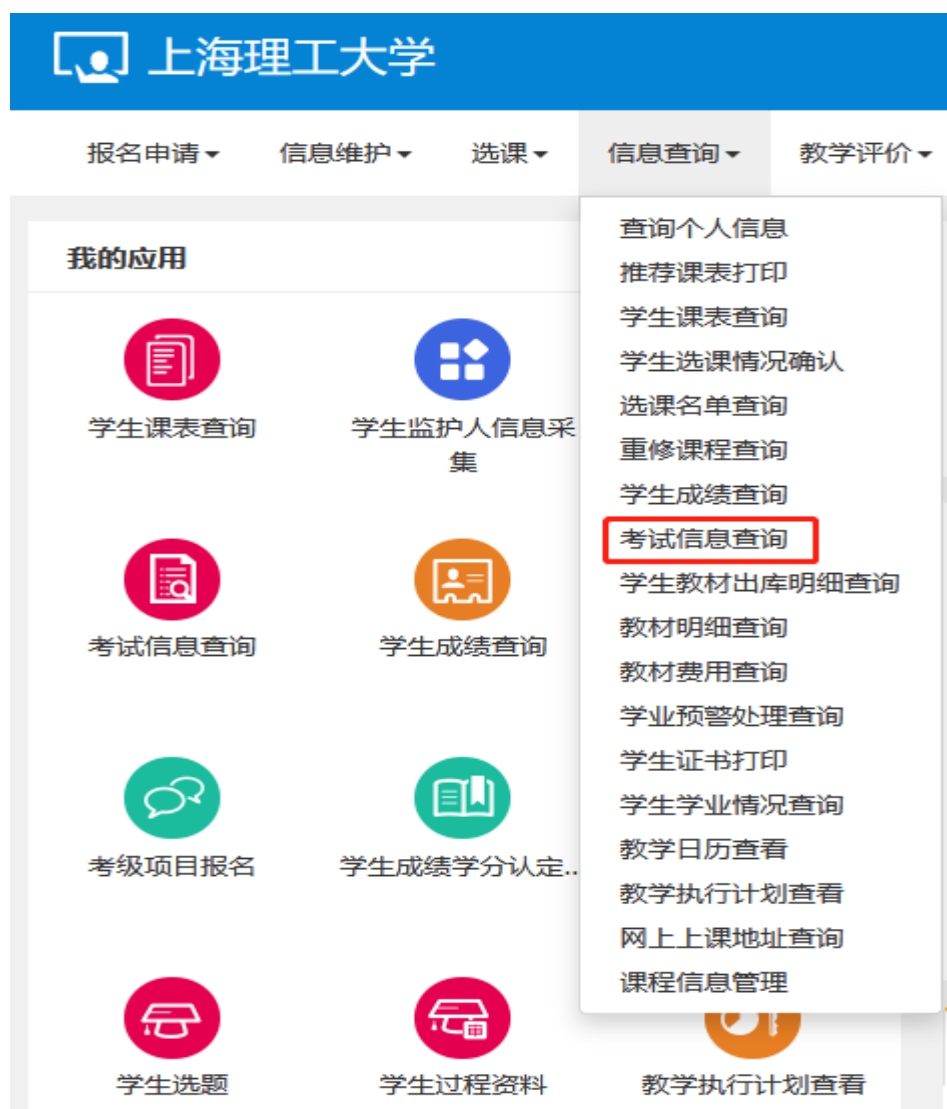 上海理工大学
报名申请 信息维护 选课 信息查询 教学评价
我的应用
查询个人信息
推荐课表打印
学生课表查询
学生选课情况确认
选课名单查询
重修课程查询
学生成绩查询
考试信息查询
学生教材出库明细查询
教材明细查询
教材费用查询
学业预警处理查询
学生证书打印
学生学业情况查询
教学日历查看
教学执行计划查看
网上上课地址查询
课程信息管理
学生课表查询
学生监护人信息采
集
考试信息查询
学生成绩查询
考级项目报名
学生成绩学分认定..
学生选题
学生过程资料
教学执行计划查看